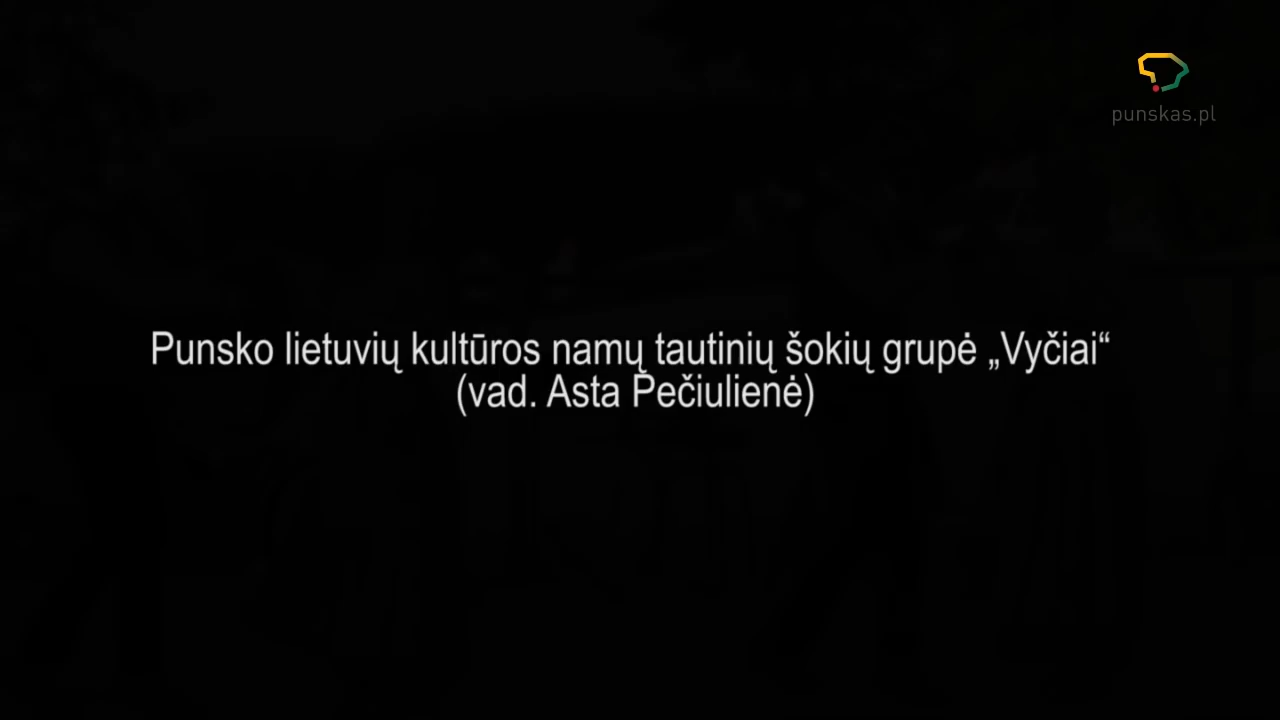 punskas.pl
Punsko lietuvių kultūros namų tautinių šokių grupė „Vyčiai“
(vad. Asta Pečiulienė)